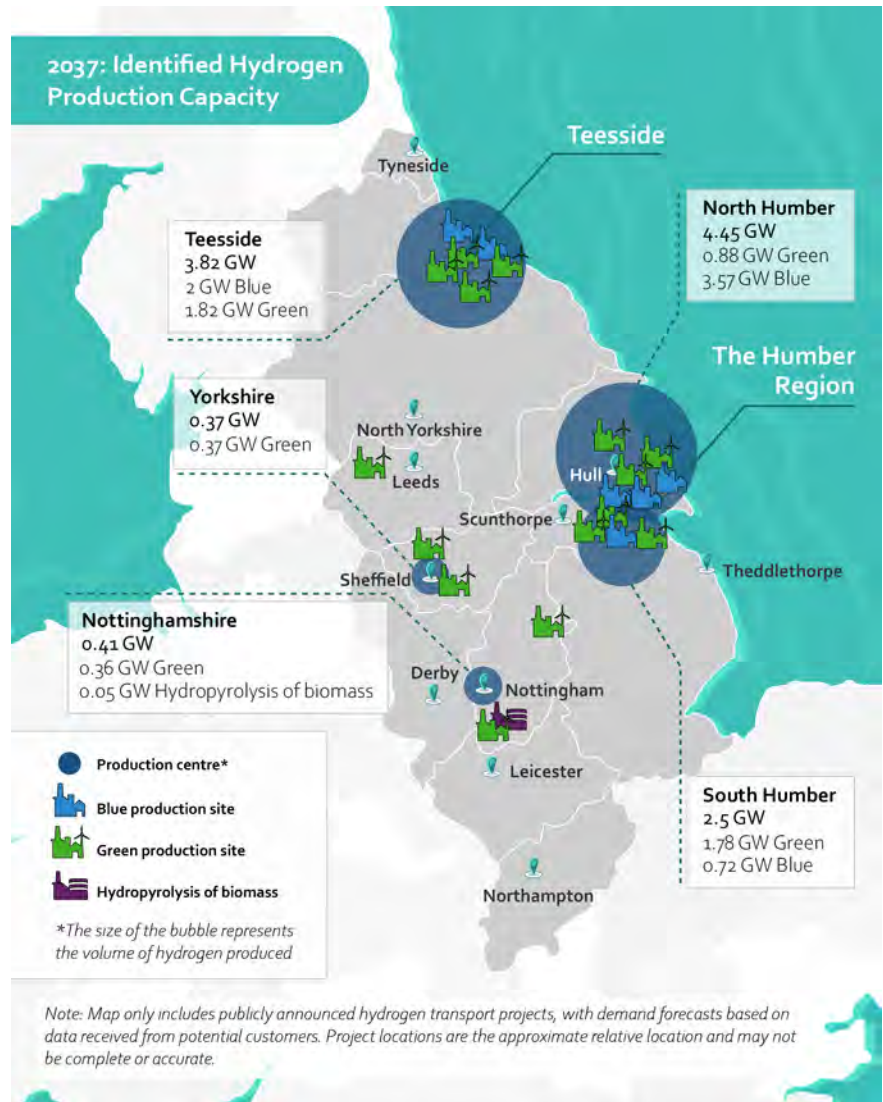 2037: Identified Hydrogen
Production Capacity
Tyneside
Teesside
North Humber
4.45 GW
0.88 GW Green
3.57 GW Blue
Teesside
3.82 GW
2 GW Blue
1.82 GW Green
The Humber
Region
Yorkshire
0.37 GW
0.37 GW Green
North Yorkshire
Leeds
Hull
Scunthorpe
Sheffield
Theddlethorpe
Nottinghamshire
0.41 GW
0.36 GW Green
0.05 GW Hydropyrolysis of biomass
Derby
Nottingham
Leicester
Northampton
South Humber
2.5 GW
1.78 GW Green
0.72 GW Blue
Production centre*
Blue production site
Green production site
Hydropyrolysis of biomass
*The size of the bubble represents
the volume of hydrogen produced
Note: Map only includes publicly announced hydrogen transport projects, with demand forecasts based on
data received from potential customers. Project locations are the approximate relative location and may not
be complete or accurate.